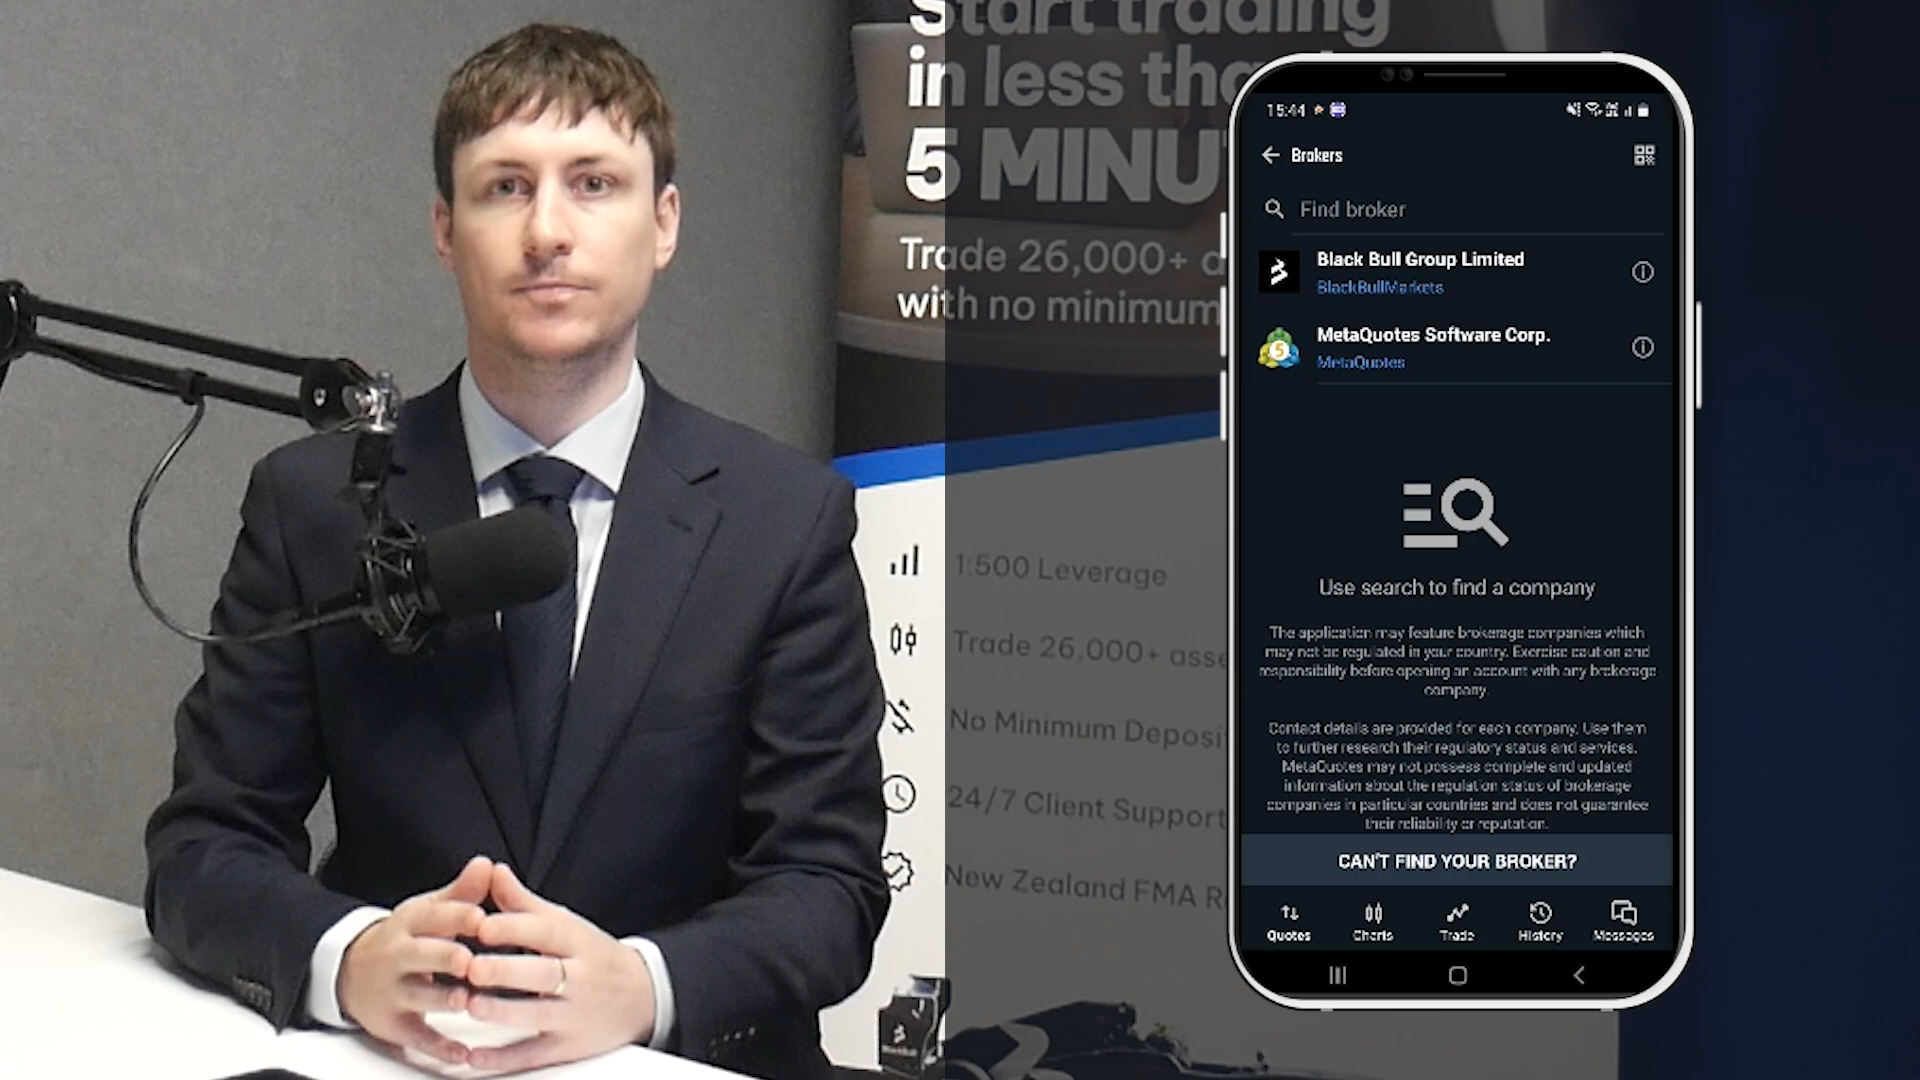 Start trading
in less tha
5 MINU
Trade 26,000+ a
with no minimum
1:500 Leverage
Trade 26,000+ asse
No Minimum Deposi
24/7 Client Support
New Zealand FMA R
15:44
Brokers
Find broker
Black Bull Group Limited
BlackBullMarkets
5
MetaQuotes Software Corp.
MetaQuotes
Use search to find a company
The application may feature brokerage companies which
may not be regulated in your country. Exercise caution and
responsibility before opening an account with any brokerage
company.
Contact details are provided for each company. Use them
to further research their regulatory status and services.
MetaQuotes may not possess complete and updated
information about the regulation status of brokerage
companies in particular countries and does not guarantee
their reliability or reputation.
CAN'T FIND YOUR BROKER?
Quotes
Charts
Trade
History
Messages